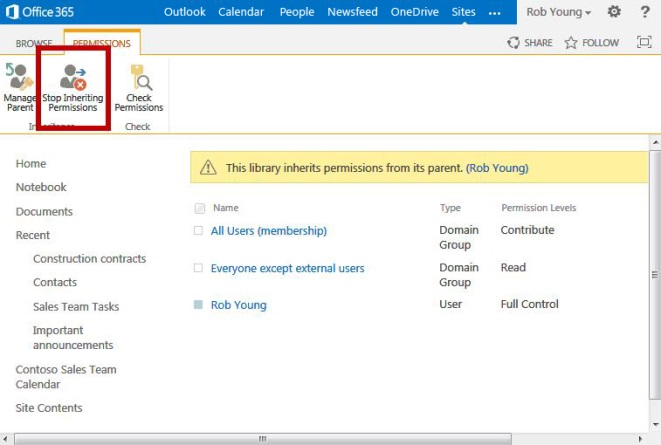 Office 365
Outlook Calendar People Newsfeed OneDrive Sites ... Rob Young ?
BROWSE PERMISSIONS SHARE FOLLOW
Manage Parent
Stop Inheriting Permissions
Check Permissions
Inheritance Check
Home
Notebook
Documents
Recent
Construction contracts
Contacts
Sales Team Tasks
Important
announcements
Contoso Sales Team
Calendar
Site Contents
This library inherits permissions from its parent. (Rob Young)
Name Type Permission Levels
All Users (membership) Domain Group Contribute
Everyone except external users Domain Group Read
Rob Young User Full Control